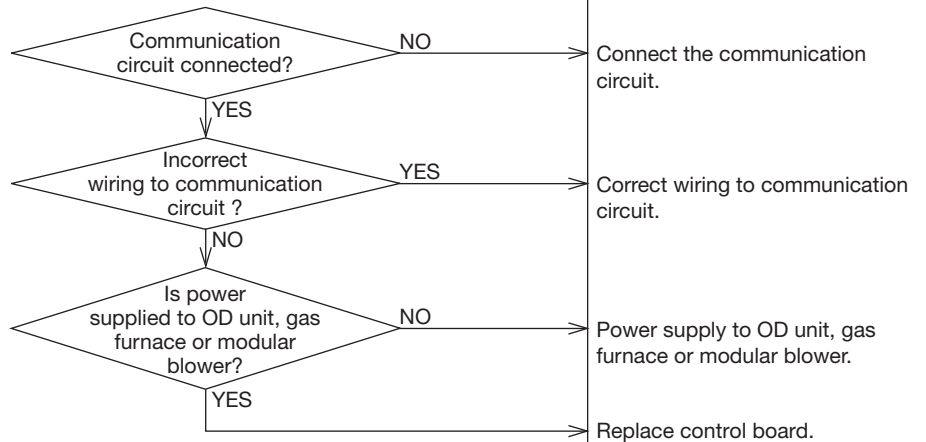 Communication
circuit connected?
NO
Connect the communication
circuit.
YES
Incorrect
wiring to communication
circuit ?
YES
Correct wiring to communication
circuit.
NO
Is power
supplied to OD unit, gas
furnace or modular
blower?
NO
Power supply to OD unit, gas
furnace or modular blower.
YES
Replace control board.